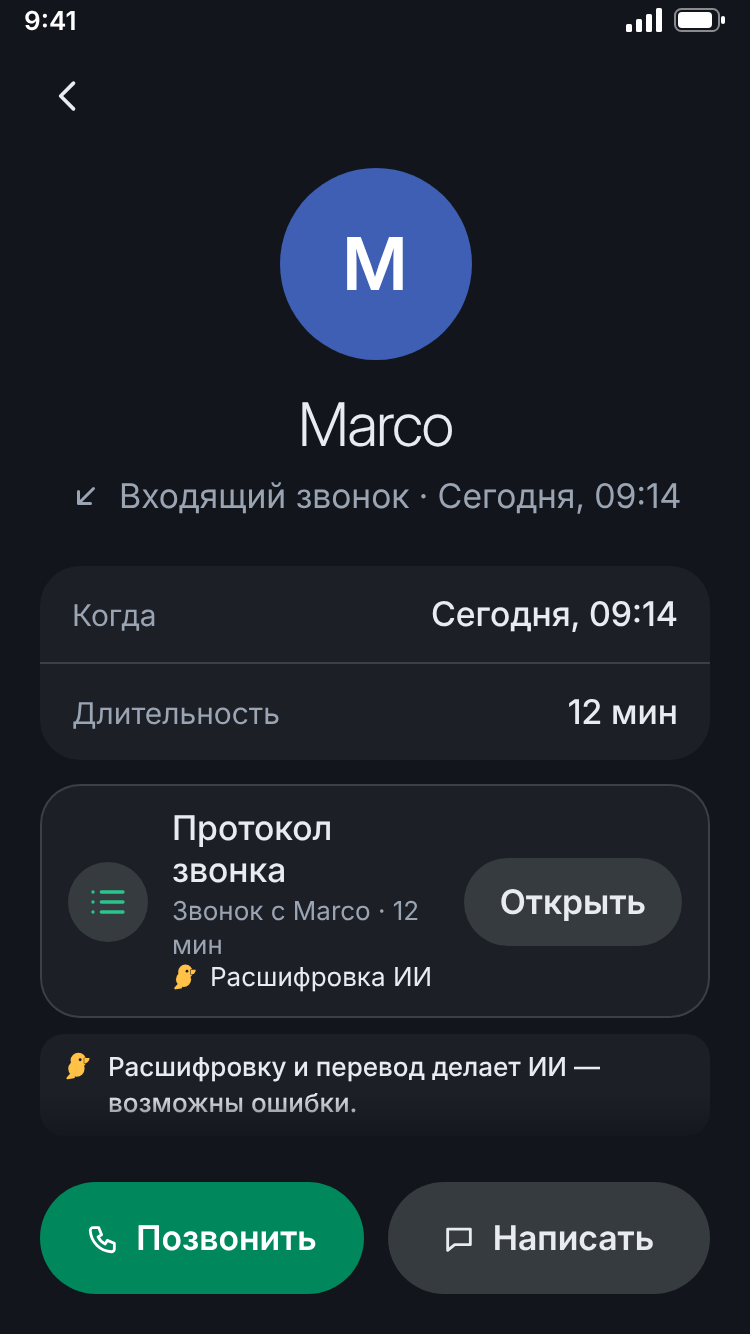 9:41
M
Marco
Входящий звонок · Сегодня, 09:14
Когда
Сегодня, 09:14
Длительность
12 мин
Протокол
звонка
Звонок с Marco · 12
мин
Расшифровка ИИ
Открыть
Расшифровку и перевод делает ИИ —
возможны ошибки.
Позвонить
Написать